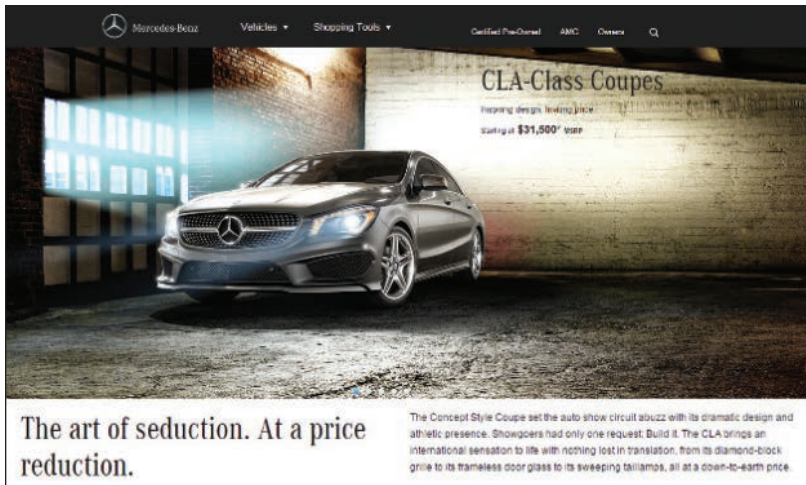 Mercedes-Benz Vehicles Shopping Tools Certified Pre-Owned AMG Owners
CLA-Class Coupes
Inspiring design. Inviting price.
Starting at $31,500* MSRP
The art of seduction. At a price
reduction.
The Concept Style Coupe set the auto show circuit abuzz with its dramatic design and
athletic presence. Showgoers had only one request: Build it. The CLA brings an
international sensation to life with nothing lost in translation, from its diamond-block
grille to its frameless door glass to its sweeping taillamps, all at a down-to-earth price.